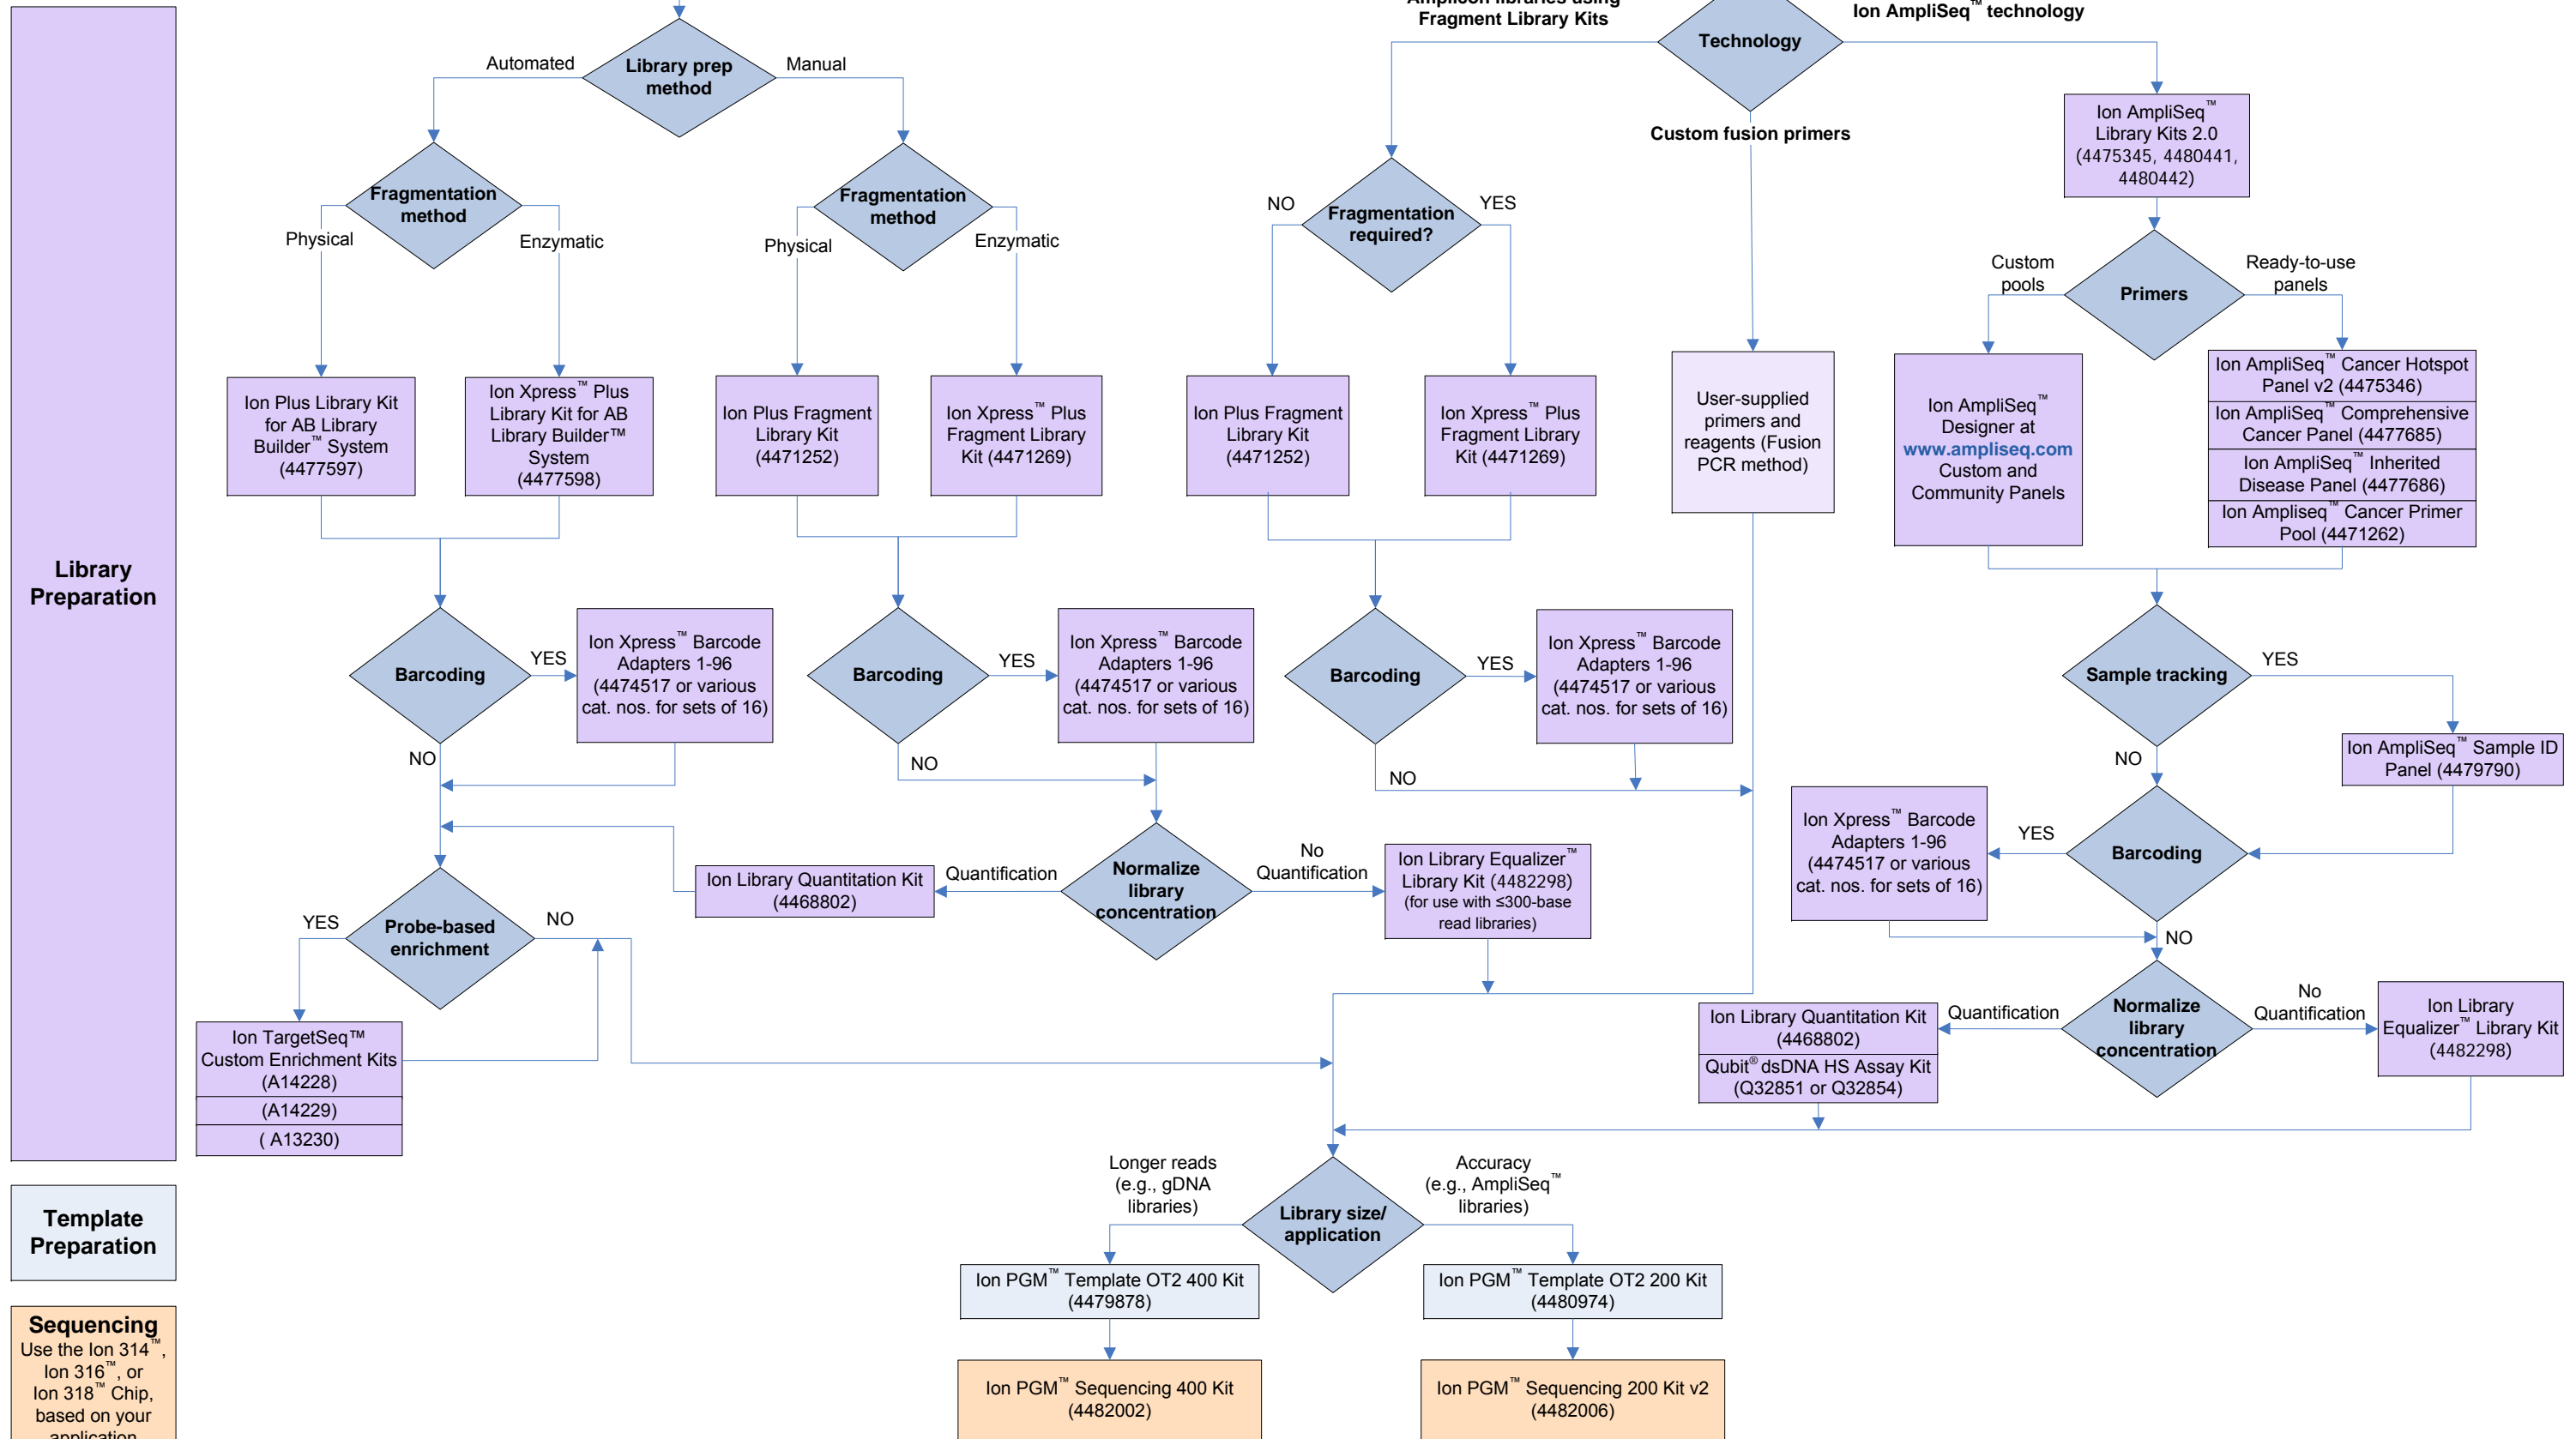 Amplicon libraries using
Fragment Library Kits
Ion AmpliSeq™ technology
Technology
Custom fusion primers
Library prep
method
Automated
Manual
Fragmentation
method
Physical
Enzymatic
Fragmentation
method
Physical
Enzymatic
Fragmentation
required?
NO
YES
Ion AmpliSeq™
Library Kits 2.0
(4475345, 4480441,
4480442)
Primers
Custom
pools
Ready-to-use
panels
Ion Plus Library Kit
for AB Library
Builder™ System
(4477597)
Ion Xpress™ Plus
Library Kit for AB
Library Builder™
System
(4477598)
Ion Plus Fragment
Library Kit
(4471252)
Ion Xpress™ Plus
Fragment Library
Kit (4471269)
Ion Plus Fragment
Library Kit
(4471252)
Ion Xpress™ Plus
Fragment Library
Kit (4471269)
User-supplied
primers and
reagents (Fusion
PCR method)
Ion AmpliSeq™
Designer at
www.ampliseq.com
Custom and
Community Panels
Ion AmpliSeq™ Cancer Hotspot
Panel v2 (4475346)
Ion AmpliSeq™ Comprehensive
Cancer Panel (4477685)
Ion AmpliSeq™ Inherited
Disease Panel (4477686)
Ion Ampliseq™ Cancer Primer
Pool (4471262)
Library
Preparation
Barcoding
YES
NO
Ion Xpress™ Barcode
Adapters 1-96
(4474517 or various
cat. nos. for sets of 16)
Barcoding
YES
NO
Ion Xpress™ Barcode
Adapters 1-96
(4474517 or various
cat. nos. for sets of 16)
Barcoding
YES
NO
Ion Xpress™ Barcode
Adapters 1-96
(4474517 or various
cat. nos. for sets of 16)
Sample tracking
YES
NO
Ion AmpliSeq™ Sample ID
Panel (4479790)
Barcoding
YES
NO
Ion Xpress™ Barcode
Adapters 1-96
(4474517 or various
cat. nos. for sets of 16)
Probe-based
enrichment
YES
NO
Ion Library Quantitation Kit
(4468802)
Quantification
Normalize
library
concentration
No
Quantification
Ion Library Equalizer™
Library Kit (4482298)
(for use with ≤300-base
read libraries)
Ion TargetSeq™
Custom Enrichment Kits
(A14228)
(A14229)
( A13230)
Ion Library Quantitation Kit
(4468802)
Qubit® dsDNA HS Assay Kit
(Q32851 or Q32854)
Quantification
Normalize
library
concentration
No
Quantification
Ion Library
Equalizer™ Library Kit
(4482298)
Template
Preparation
Longer reads
(e.g., gDNA
libraries)
Library size/
application
Accuracy
(e.g., AmpliSeq™
libraries)
Ion PGM™ Template OT2 400 Kit
(4479878)
Ion PGM™ Template OT2 200 Kit
(4480974)
Sequencing
Use the Ion 314™,
Ion 316™, or
Ion 318™ Chip,
based on your
application
Ion PGM™ Sequencing 400 Kit
(4482002)
Ion PGM™ Sequencing 200 Kit v2
(4482006)